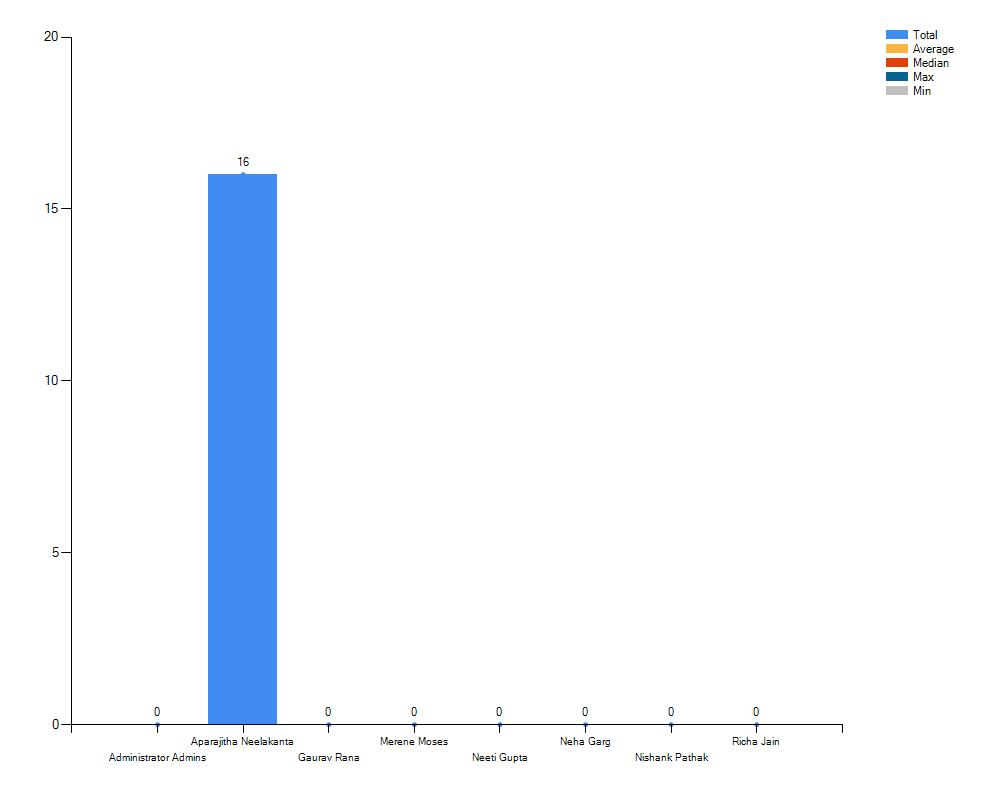 20
15
10
5
0
16
0
0
0
0
0
0
0
Aparajitha Neelakanta
Merene Moses
Neha Garg
Richa Jain
Administrator Admins
Gaurav Rana
Neeti Gupta
Nishank Pathak
Total
Average
Median
Max
Min